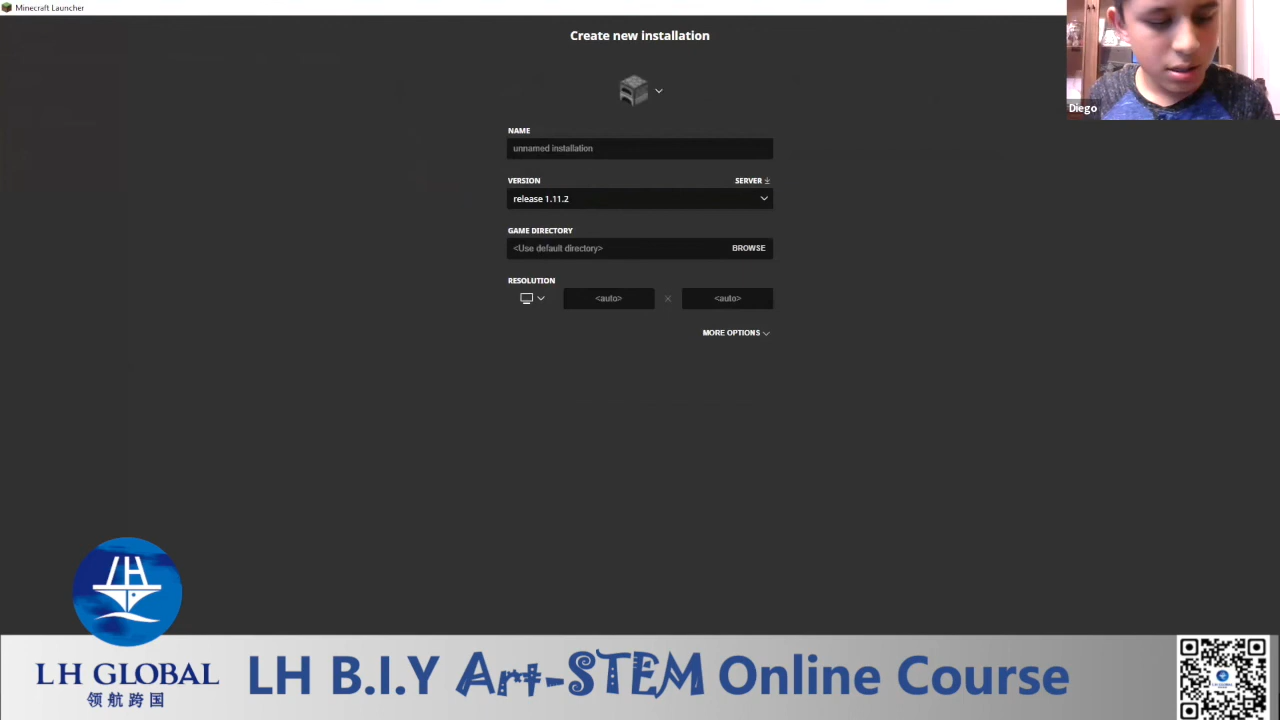 Minecraft Launcher
Create new installation
Diego
NAME
unnamed installation
VERSION
SERVER
release 1.11.2
GAME DIRECTORY
<Use default directory>
BROWSE
RESOLUTION
<auto>
<auto>
MORE OPTIONS
LH
LH GLOBAL
领航跨国
LH B.I.Y Art-STEM Online Course